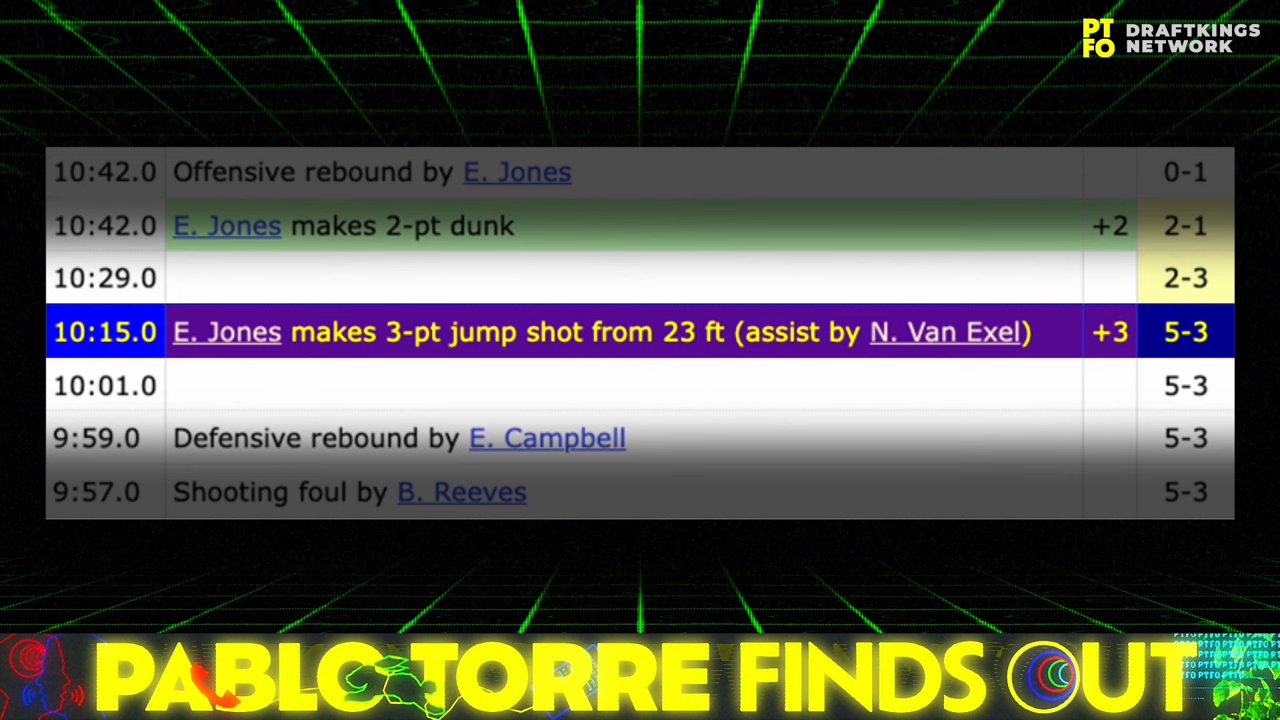 PT
FO
DRAFTKINGS
NETWORK
10:42.0 Offensive rebound by E. Jones 0-1
10:42.0 E. Jones makes 2-pt dunk +2 2-1
10:29.0 2-3
10:15.0 E. Jones makes 3-pt jump shot from 23 ft (assist by N. Van Exel) +3 5-3
10:01.0 5-3
9:59.0 Defensive rebound by E. Campbell 5-3
9:57.0 Shooting foul by B. Reeves 5-3
PABLO TORRE FINDS OUT